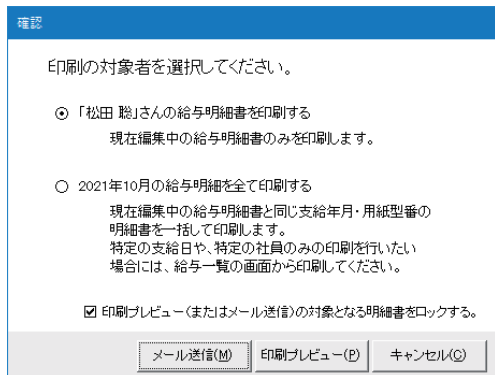 確認
印刷の対象者を選択してください。
「松田 聡」さんの給与明細書を印刷する
現在編集中の給与明細書のみを印刷します。
2021年10月の給与明細を全て印刷する
現在編集中の給与明細書と同じ支給年月・用紙型番の
明細書を一括して印刷します。
特定の支給日や、特定の社員のみの印刷を行いたい
場合には、給与一覧の画面から印刷してください。
印刷プレビュー(またはメール送信)の対象となる明細書をロックする。
メール送信(M) 印刷プレビュー(P) キャンセル(C)